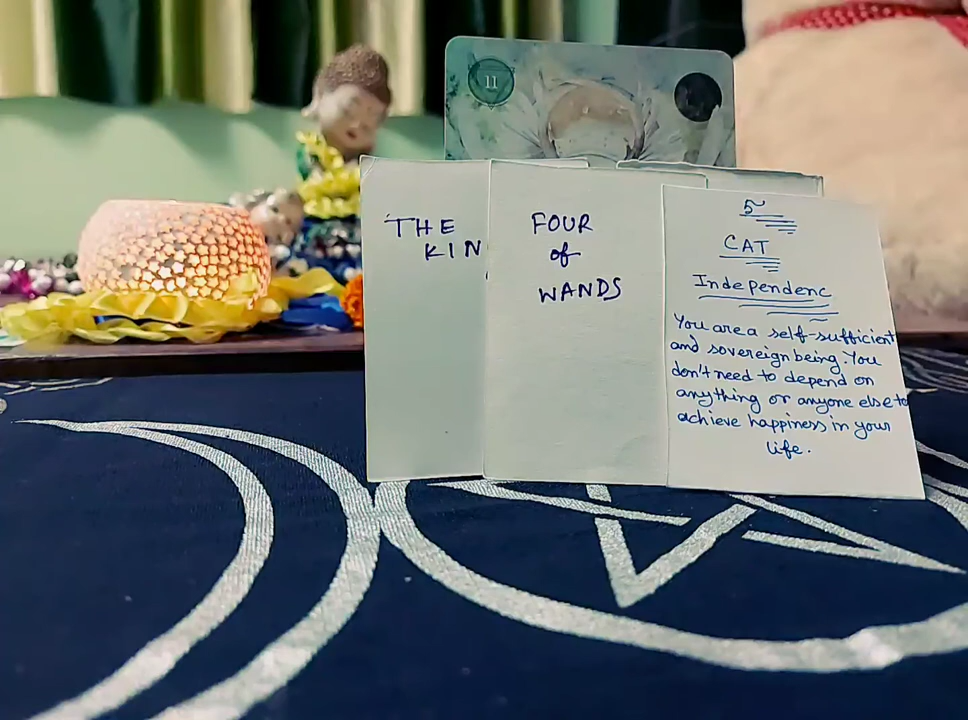 11
THE
KIN
FOUR
of
WANDS
5
CAT
Independenc
You are a self-sufficient
and sovereign being. You
don't need to depend on
anything or anyone else to
achieve happiness in your
life.